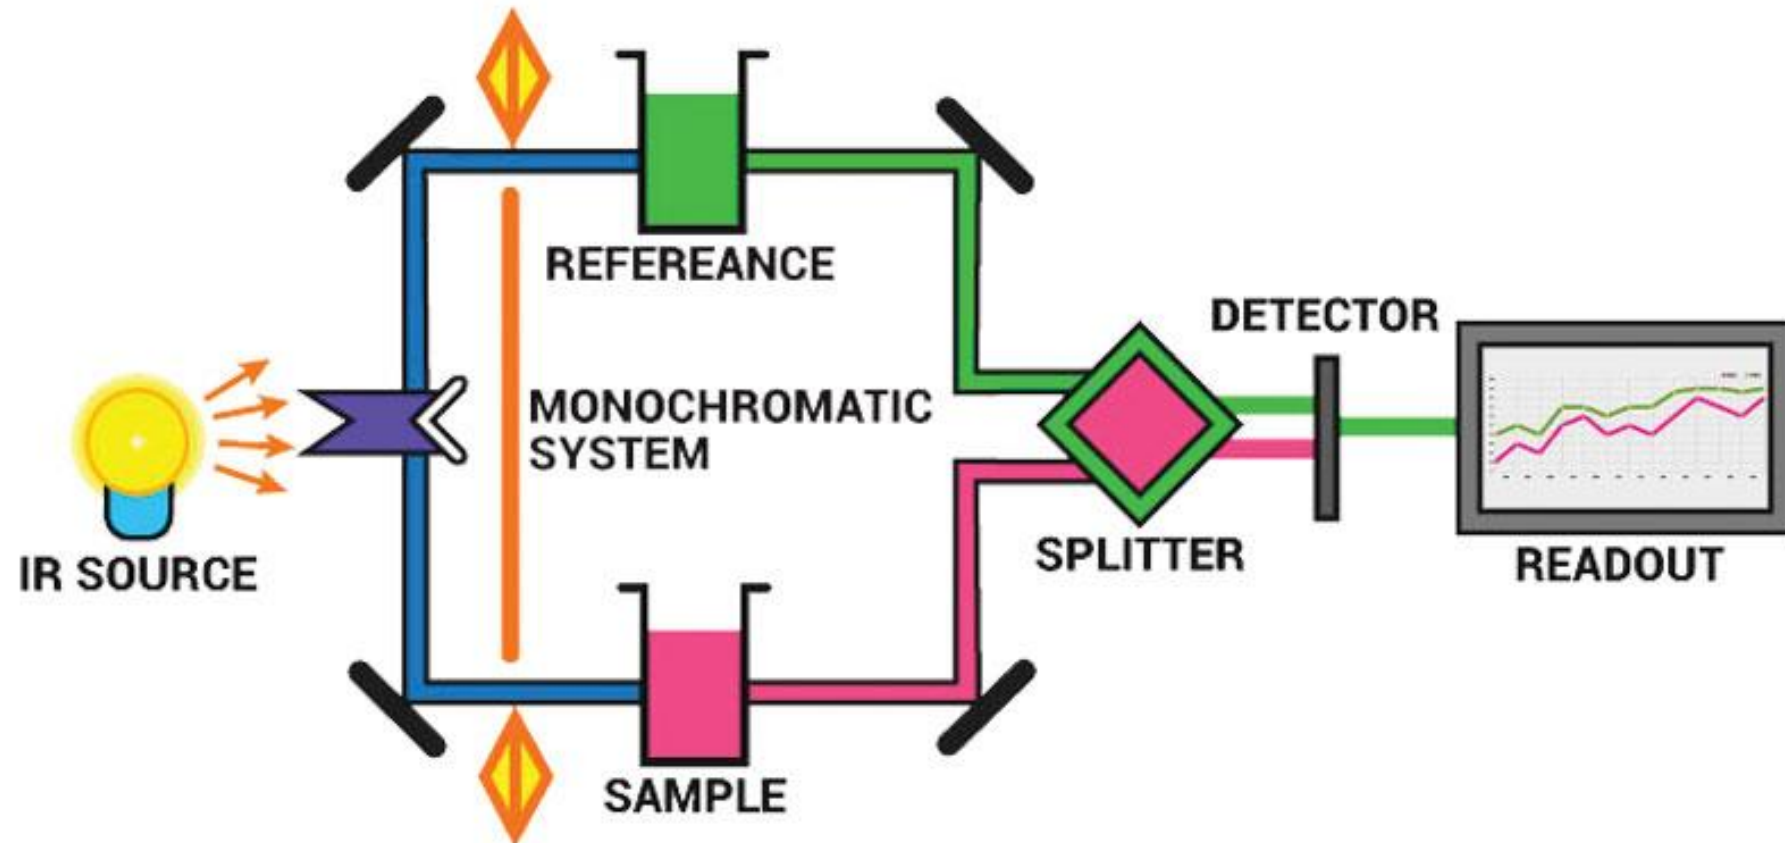 REFEREANCE
DETECTOR
MONOCHROMATIC
SYSTEM
SPLITTER
READOUT
IR SOURCE
SAMPLE